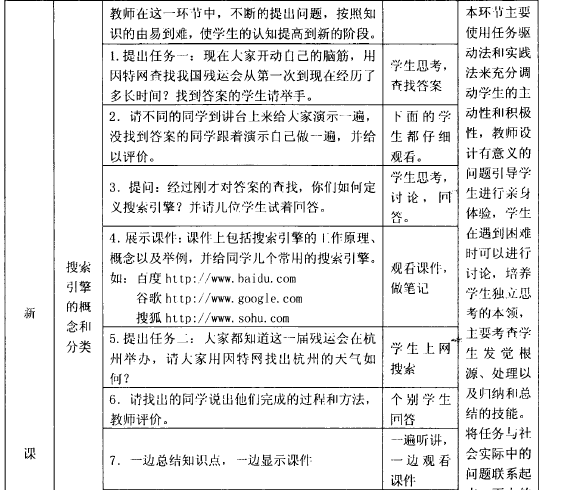 教师在这一环节中，不断的提出问题，按照知
识的由易到难，使学生的认知提高到新的阶段。
1.提出任务一：现在大家开动自己的脑筋，用
因特网查找我国残运会从第一次到现在经历了
多长时间？找到答案的学生请举手。
学生思考，
查找答案
2．请不同的同学到讲台上来给大家演示一遍，
没找到答案的同学跟着演示自己做一遍，并给
以评价。
下面的学
生都仔细
观看。
3．提问：经过刚才对答案的查找，你们如何定
义搜索引擎？并请几位学生试着回答。
学生思考，
讨论，回
答。
4.展示课件：课件上包括搜索引擎的工作原理、
概念以及举例，并给同学几个常用的搜索引擎。
如：百度 http://www.baidu.com
谷歌 http://www.google.com
搜狐 http://www.sohu.com
观看课件，
做笔记
5.提出任务二：大家都知道这一届残运会在杭
州举办，请大家用因特网找出杭州的天气如
何？
学生上网
搜索
6．请找出的同学说出他们完成的过程和方法，
教师评价。
个别学生
回答
7．一边总结知识点，一边显示课件
一遍听讲，
一边观看
课件
新
课
搜索
引擎
的概
念和
分类
本环节主要
使用任务驱
动法和实践
法来充分调
动学生的主
动性和积极
性，教师设
计有意义的
问题引导学
生进行亲身
体验，学生
在遇到困难
时可以进行
讨论，培养
学生独立思
考的本领，
主要考查学
生发觉根
源、处理以
及归纳和总
结的技能。
将任务与社
会实际中的
问题联系起